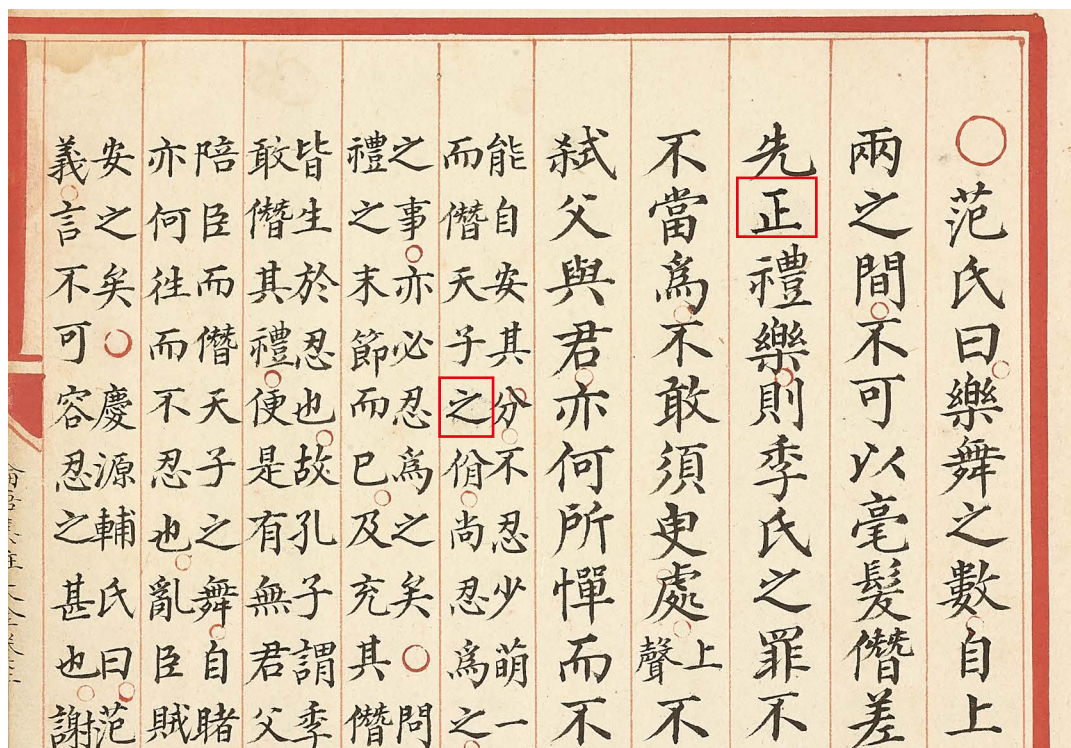 ○范氏曰。樂舞之數。自上
兩之間。不可以毫髮僭差
先正禮樂。則季氏之罪不
不當爲。不敢須臾處。上聲不
弑父與君。亦何所憚而不
能自安其分。不忍少萌一
而僭天子之佾。尚忍爲之。
之事。亦必忍爲之矣○問
禮之末節而已。及充其僭
皆生於忍也。故孔子謂季
敢僭其禮。便是有無君父
陪臣而僭天子之舞。自睹
亦何徃而不忍也。亂臣賊
安之矣○慶源輔氏曰。范
義。言不可容忍之甚也。謝